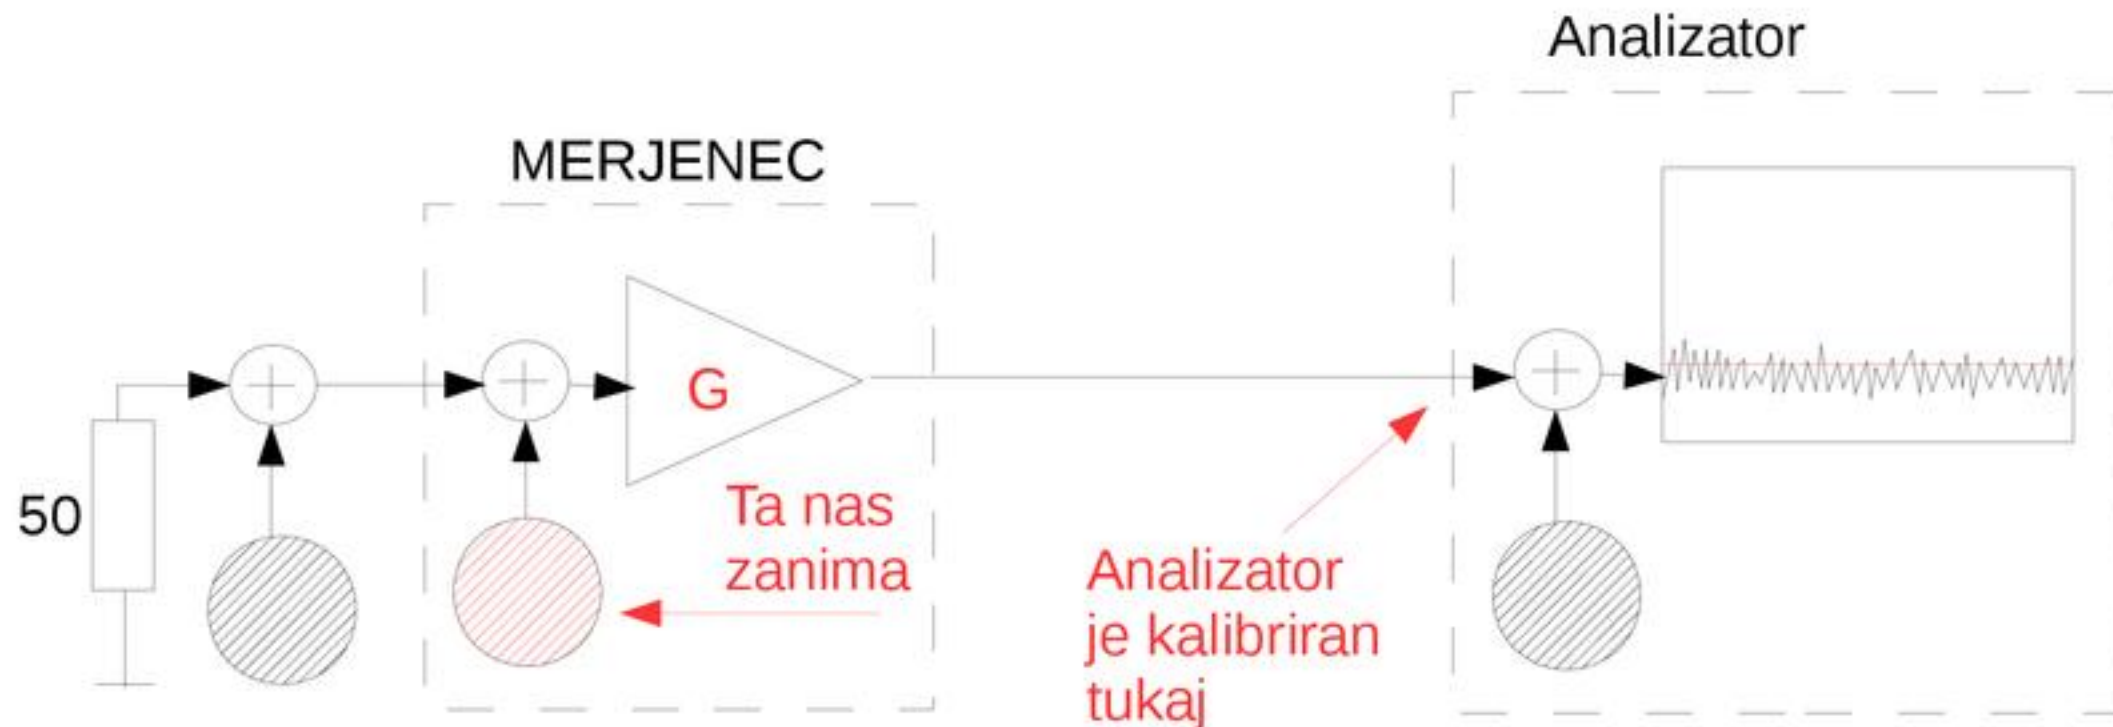 Analizator
MERJENEC
G
50
Ta nas
zanima
Analizator
je kalibriran
tukaj